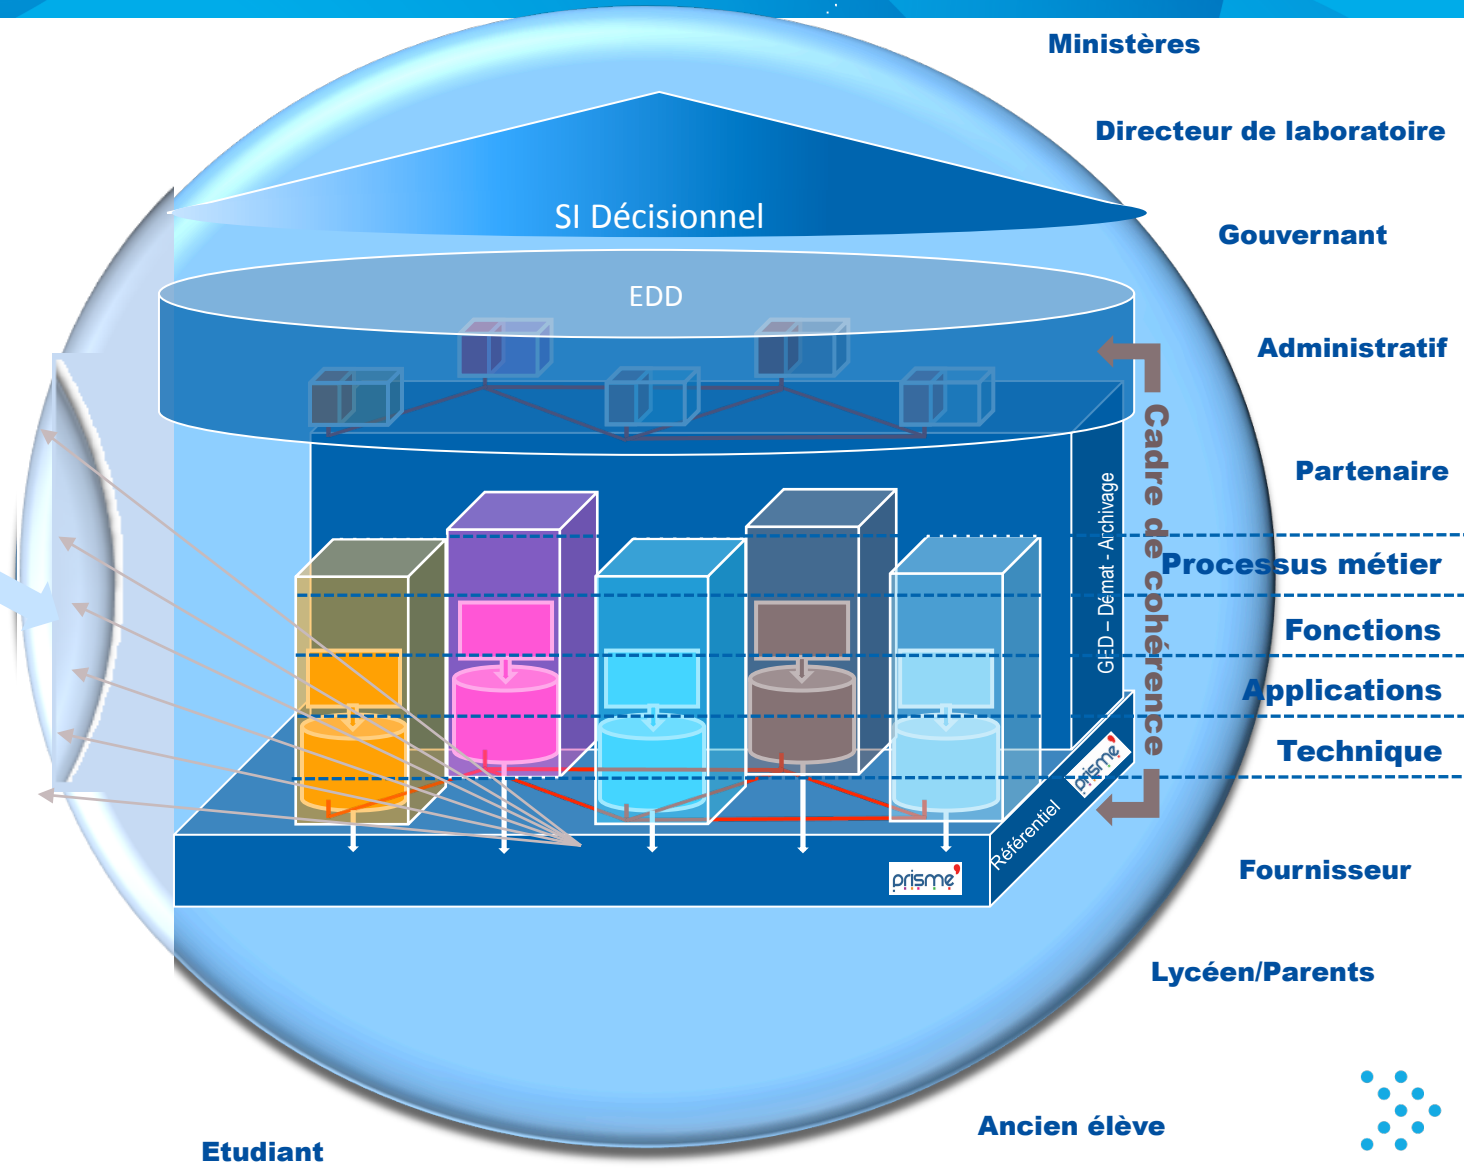 Ministères
Directeur de laboratoire
SI Décisionnel
Gouvernant
EDD
Administratif
Cadre de cohérence
Partenaire
GIED – Démat - Archivage
Processus métier
Fonctions
Applications
Technique
prisme
Référentiel
prisme
Fournisseur
Lycéen/Parents
Ancien élève
Etudiant